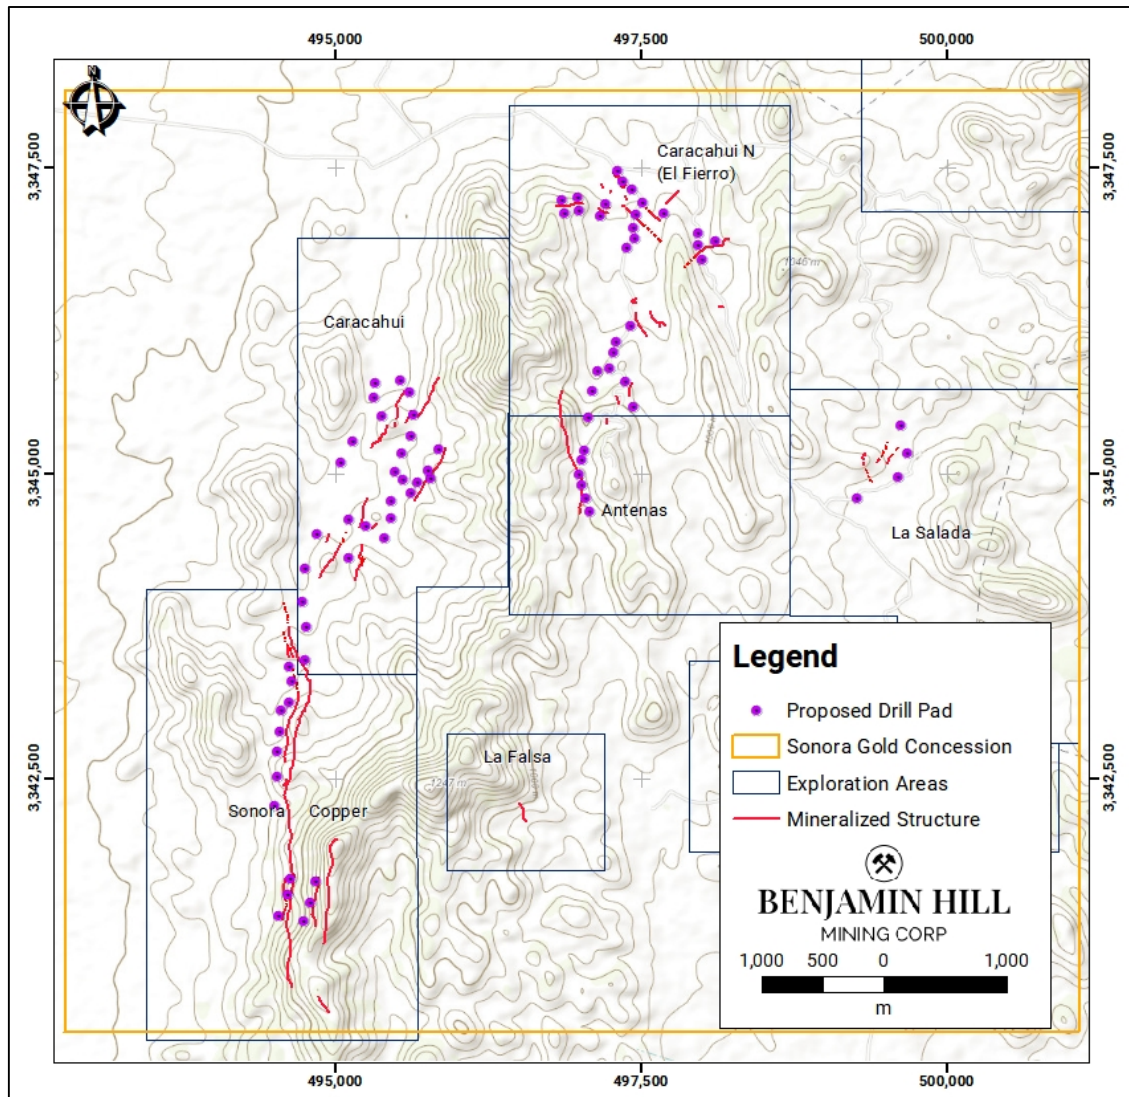 495,000
497,500
500,000
N
3,347,500
3,347,500
Caracahui N
(El Fierro)
1046 m
Caracahui
3,345,000
3,345,000
Antenas
La Salada
Legend
Proposed Drill Pad
Sonora Gold Concession
Exploration Areas
Mineralized Structure
BENJAMIN HILL
MINING CORP
1,000 500 0 1,000
m
La Falsa
1247 m
3,342,500
3,342,500
Sonora Copper
495,000
497,500
500,000